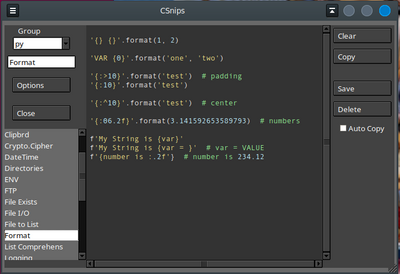 CSnips
Group
py
Format
Options
Close
Clipbrd
Crypto.Cipher
DateTime
Directories
ENV
FTP
File Exists
File I/O
File to List
Format
List Comprehens
Logging
'{} {}'.format(1, 2)
'VAR {0}'.format('one', 'two')
'{:>10}'.format('test')  # padding
'{:10}'.format('test')
'{:^10}'.format('test')  # center
'{:06.2f}'.format(3.141592653589793)  # numbers
f'My String is {var}'
f'My String is {var = }'  # var = VALUE
f'{number is :.2f}'  # number is 234.12
Clear
Copy
Save
Delete
Auto Copy